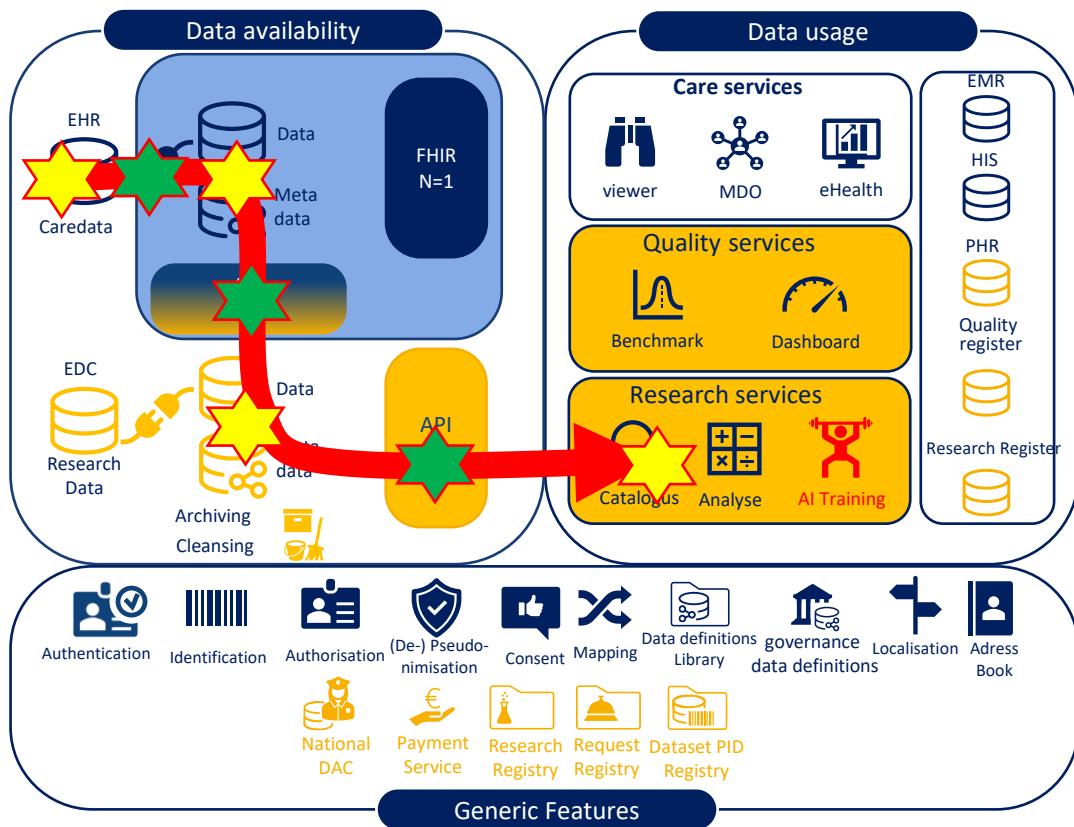 Data availability
Data usage
EHR
Caredata
Data
Meta
data
FHIR
N=1
EDC
Research
Data
Data
data
API
Archiving
Cleansing
Care services
viewer
MDO
eHealth
Quality services
Benchmark
Dashboard
Research services
Catalogus
Analyse
AI Training
EMR
HIS
PHR
Quality
register
Research Register
Authentication
Identification
Authorisation
(De-) Pseudo-
nimisation
Consent
Mapping
Data definitions
Library
governance
data definitions
Localisation
Adress
Book
€
National
DAC
Payment
Service
Research
Registry
Request
Registry
Dataset PID
Registry
Generic Features